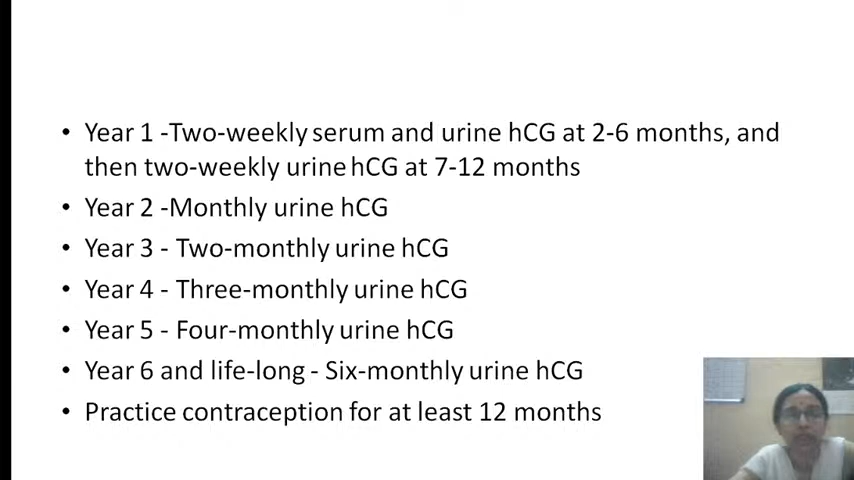 • Year 1 -Two-weekly serum and urine hCG at 2-6 months, and
then two-weekly urine hCG at 7-12 months
• Year 2 -Monthly urine hCG
• Year 3 - Two-monthly urine hCG
• Year 4 - Three-monthly urine hCG
• Year 5 - Four-monthly urine hCG
• Year 6 and life-long - Six-monthly urine hCG
• Practice contraception for at least 12 months